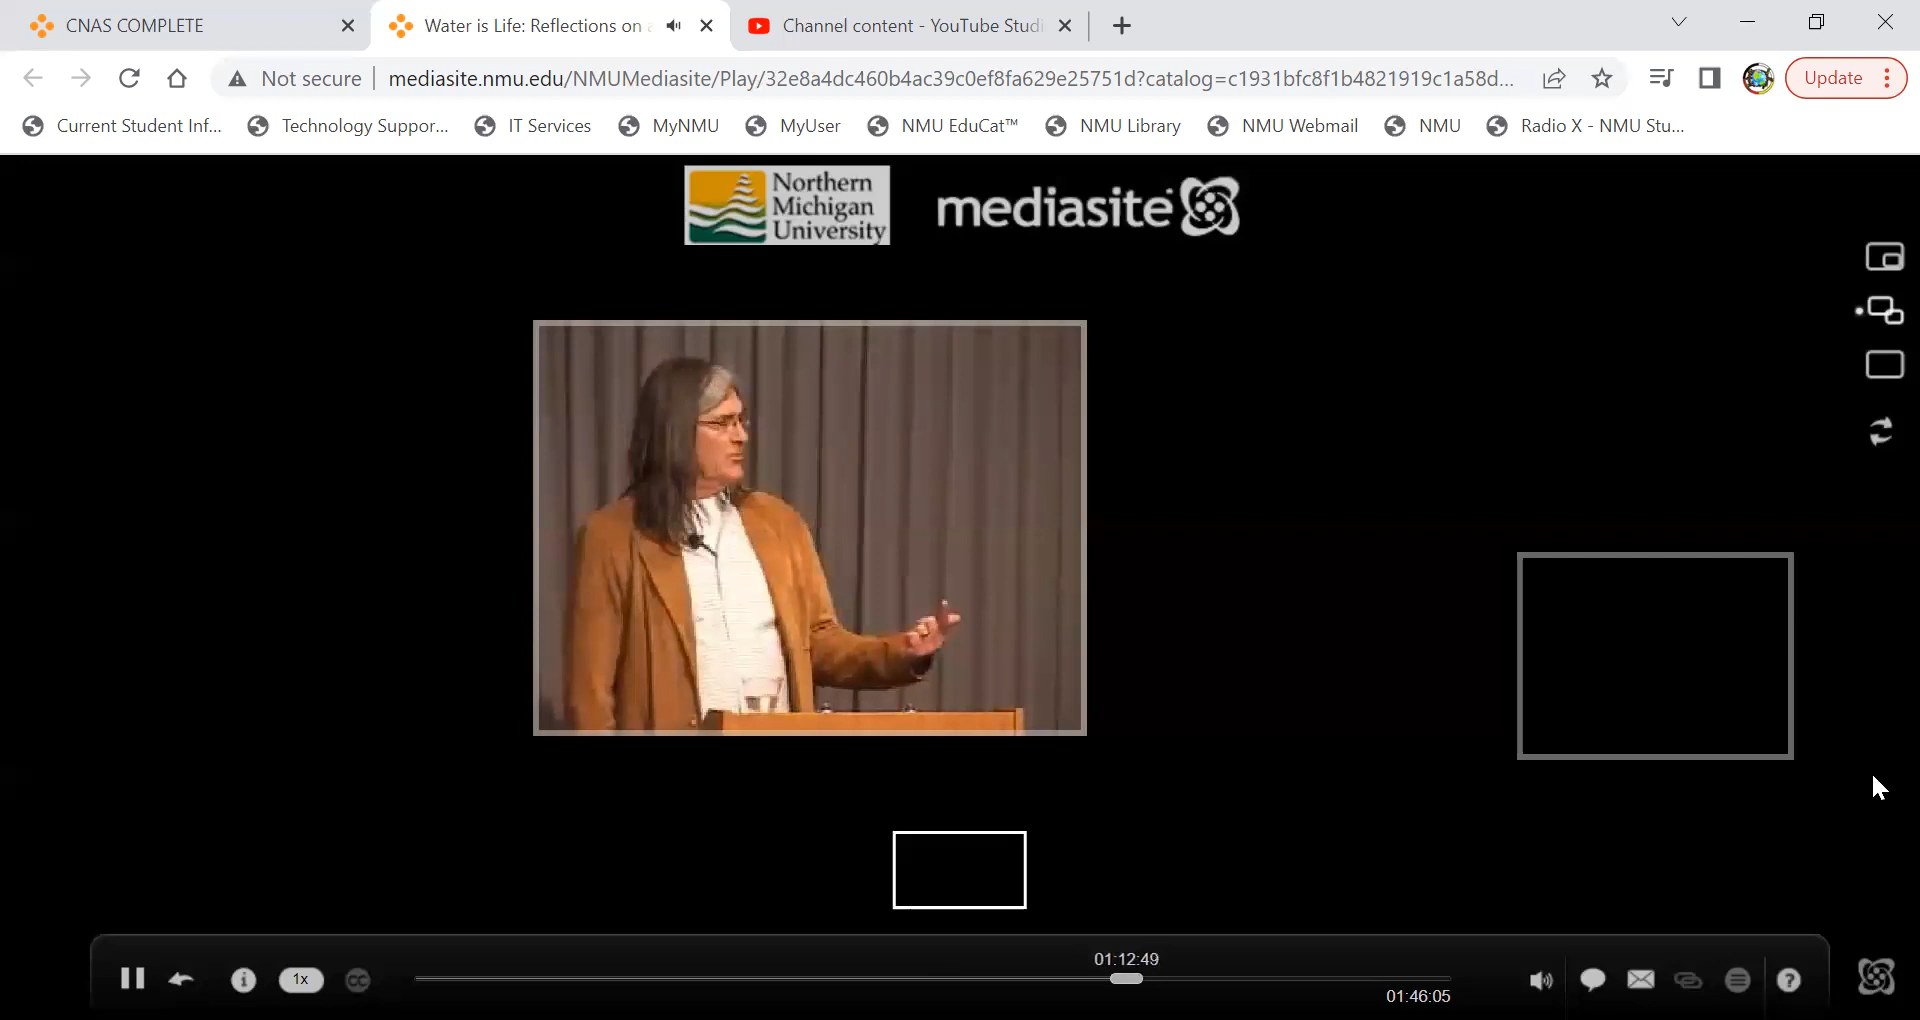 CNAS COMPLETE
Water is Life: Reflections on a
Channel content - YouTube Studi
Not secure
mediasite.nmu.edu/NMUMediasite/Play/32e8a4dc460b4ac39c0ef8fa629e25751d?catalog=c1931bfc8f1b4821919c1a58d...
Update
Current Student Inf...
Technology Suppor...
IT Services
MyNMU
MyUser
NMU EduCat™
NMU Library
NMU Webmail
NMU
Radio X - NMU Stu...
Northern
Michigan
University
mediasite
01:12:49
1x
CC
01:46:05